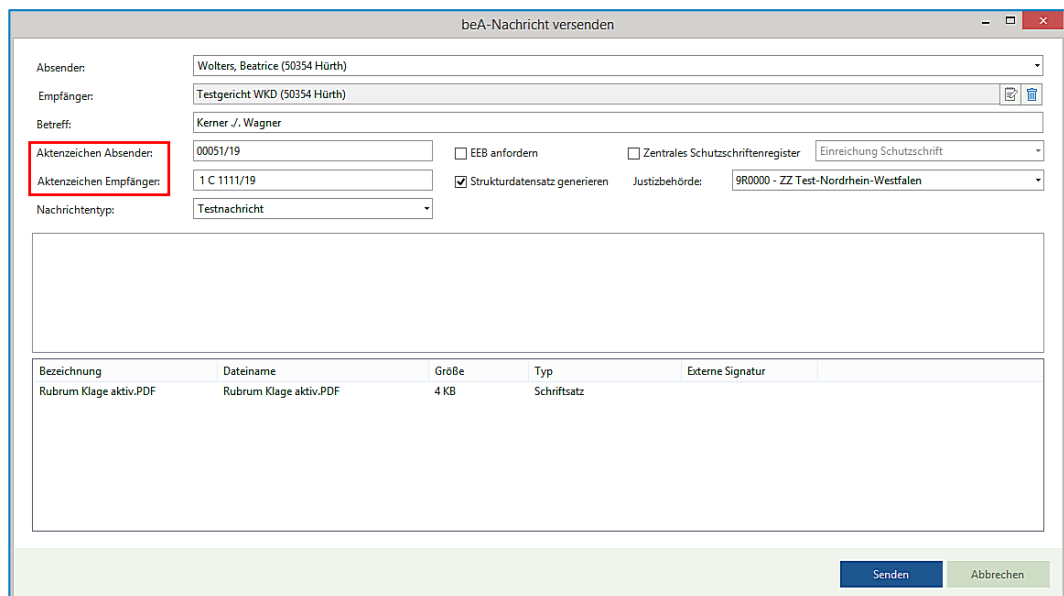 beA-Nachricht versenden
Absender: Wolters, Beatrice (50354 Hürth)
Empfänger: Testgericht WKD (50354 Hürth)
Betreff: Kerner ./. Wagner
Aktenzeichen Absender: 00051/19 EEB anfordern Zentrales Schutzschriftenregister Einreichung Schutzschrift
Aktenzeichen Empfänger: 1 C 1111/19 Strukturdatensatz generieren Justizbehörde: 9R0000 - ZZ Test-Nordrhein-Westfalen
Nachrichtentyp: Testnachricht
Bezeichnung Dateiname Größe Typ Externe Signatur
Rubrum Klage aktiv.PDF Rubrum Klage aktiv.PDF 4 KB Schriftsatz
Senden Abbrechen